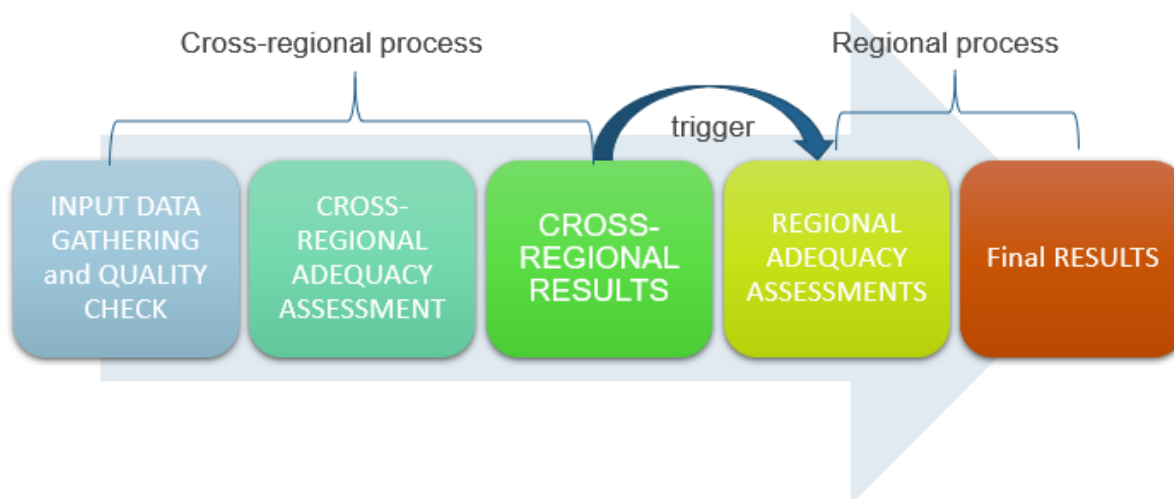 Cross-regional process
Regional process
trigger
INPUT DATA
GATHERING
and QUALITY
CHECK
CROSS-
REGIONAL
ADEQUACY
ASSESSMENT
CROSS-
REGIONAL
RESULTS
REGIONAL
ADEQUACY
ASSESSMENTS
Final RESULTS